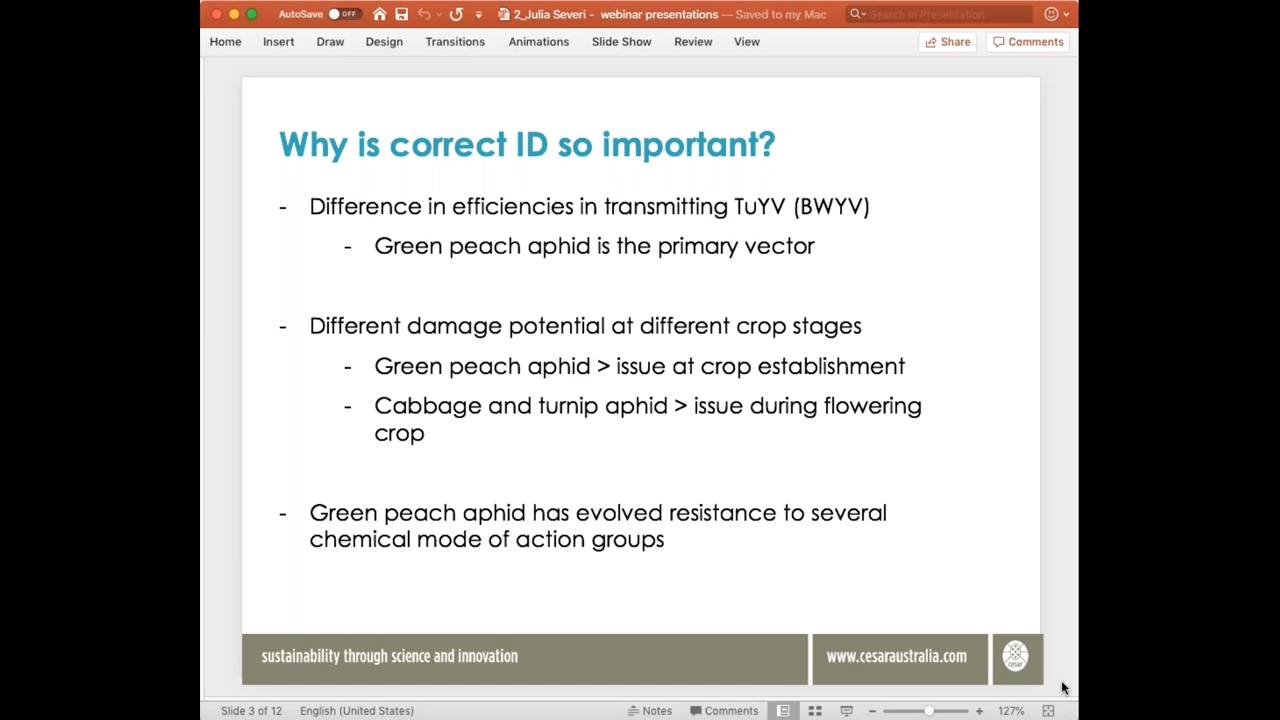 AutoSave OFF 2_Julia Severi - webinar presentations — Saved to my Mac Search in Presentation
Home Insert Draw Design Transitions Animations Slide Show Review View Share Comments
Why is correct ID so important?
- Difference in efficiencies in transmitting TuYV (BWYV)
- Green peach aphid is the primary vector
- Different damage potential at different crop stages
- Green peach aphid > issue at crop establishment
- Cabbage and turnip aphid > issue during flowering
crop
- Green peach aphid has evolved resistance to several
chemical mode of action groups
sustainability through science and innovation www.cesaraustralia.com cesar
Slide 3 of 12 English (United States) Notes Comments 127%